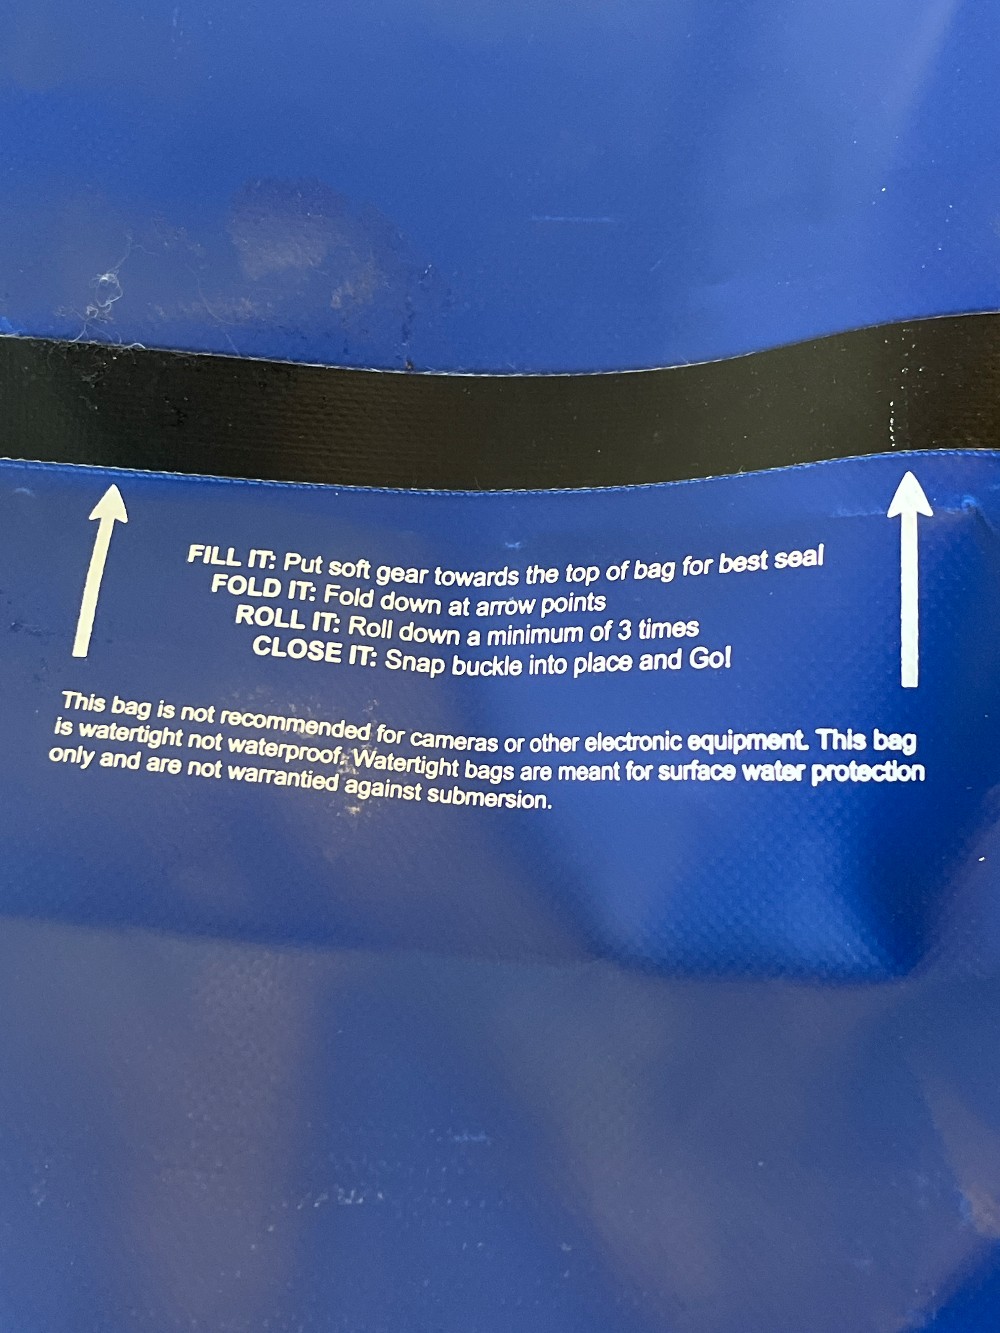 FILL IT: Put soft gear towards the top of bag for best seal
FOLD IT: Fold down at arrow points
ROLL IT: Roll down a minimum of 3 times
CLOSE IT: Snap buckle into place and Go!
This bag is not recommended for cameras or other electronic equipment. This bag
is watertight not waterproof. Watertight bags are meant for surface water protection
only and are not warrantied against submersion.